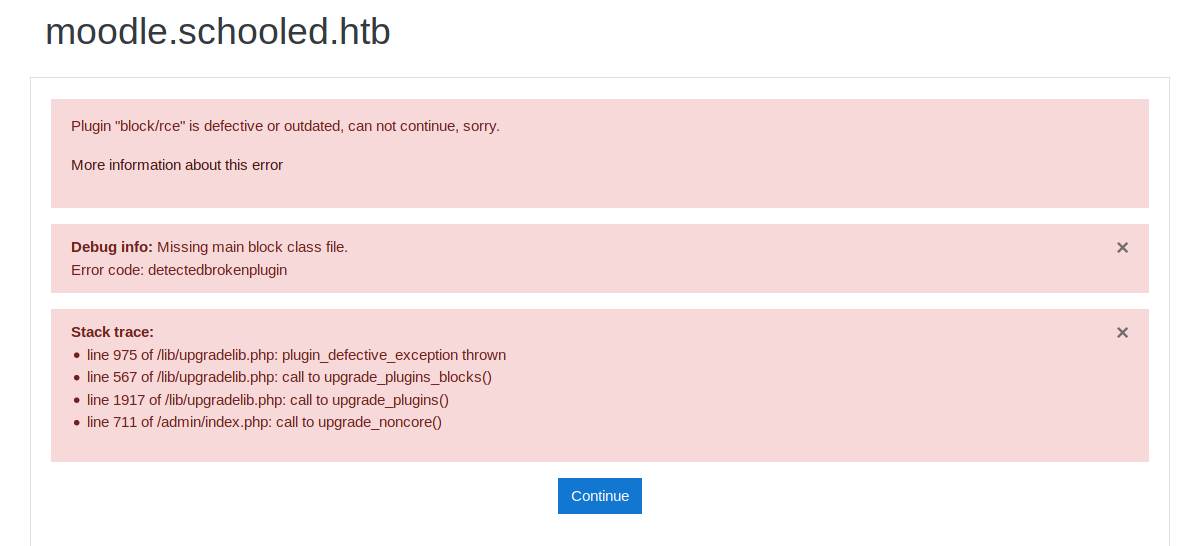 moodle.schooled.htb
Plugin "block/rce" is defective or outdated, can not continue, sorry.
More information about this error
Debug info: Missing main block class file.
Error code: detectedbrokenplugin
Stack trace:
• line 975 of /lib/upgradelib.php: plugin_defective_exception thrown
• line 567 of /lib/upgradelib.php: call to upgrade_plugins_blocks()
• line 1917 of /lib/upgradelib.php: call to upgrade_plugins()
• line 711 of /admin/index.php: call to upgrade_noncore()
Continue